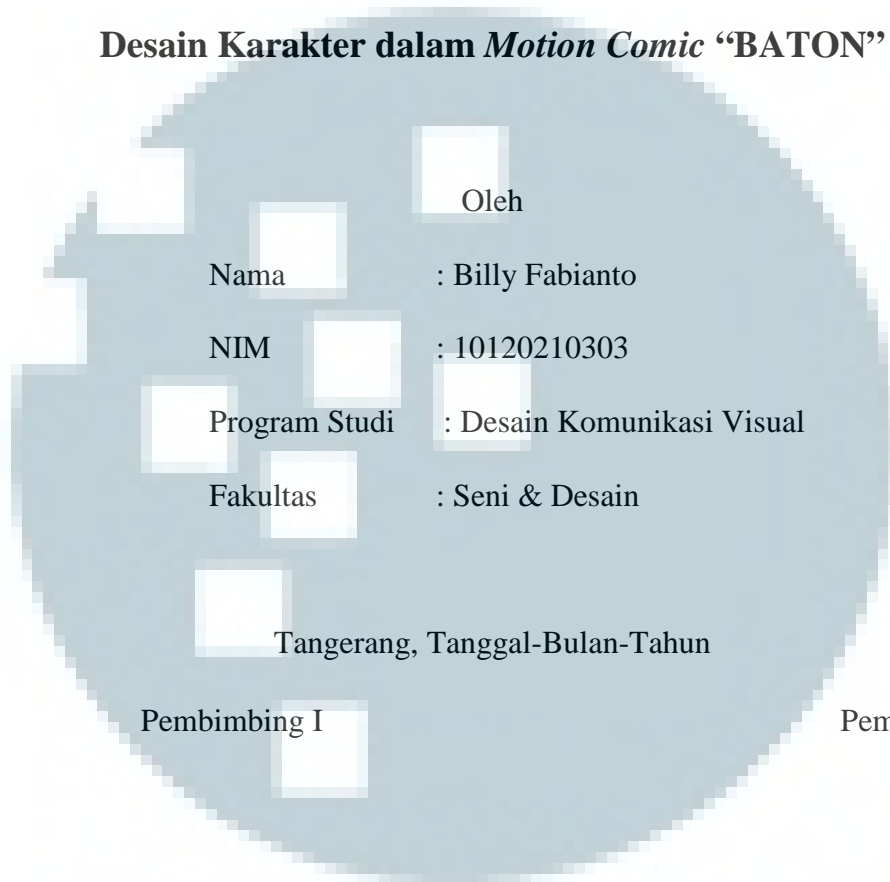 Desain Karakter dalam Motion Comic “BATON”
Oleh
Nama : Billy Fabianto
NIM : 10120210303
Program Studi : Desain Komunikasi Visual
Fakultas : Seni & Desain
Tangerang, Tanggal-Bulan-Tahun
Pembimbing I